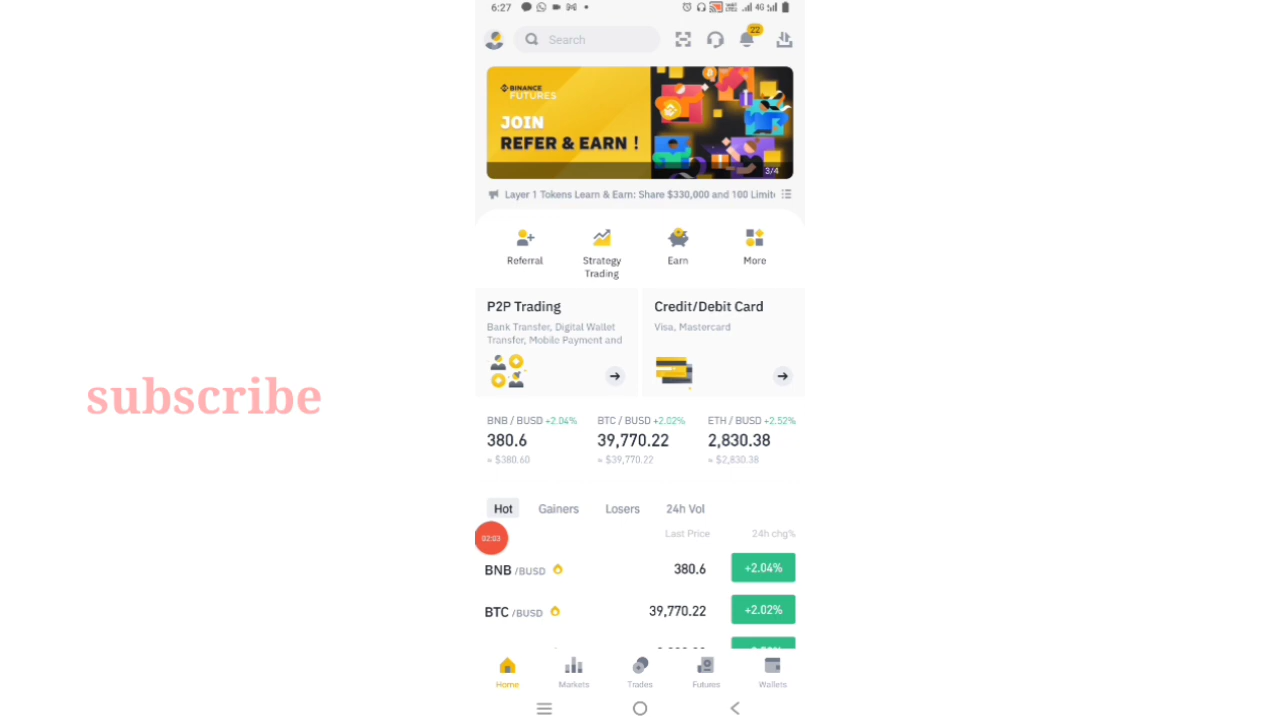 6:27
4G
Search
22
BINANCE
FUTURES
JOIN
REFER & EARN !
3/4
Layer 1 Tokens Learn & Earn: Share $330,000 and 100 Limite
Referral
Strategy
Trading
Earn
More
P2P Trading
Bank Transfer, Digital Wallet
Transfer, Mobile Payment and
Credit/Debit Card
Visa, Mastercard
subscribe
BNB / BUSD +2.04%
380.6
≈ $380.60
BTC / BUSD +2.02%
39,770.22
≈ $39,770.22
ETH / BUSD +2.52%
2,830.38
≈ $2,830.38
Hot Gainers Losers 24h Vol
Last Price 24h chg%
02:03
BNB /BUSD 380.6 +2.04%
BTC /BUSD 39,770.22 +2.02%
Home Markets Trades Futures Wallets